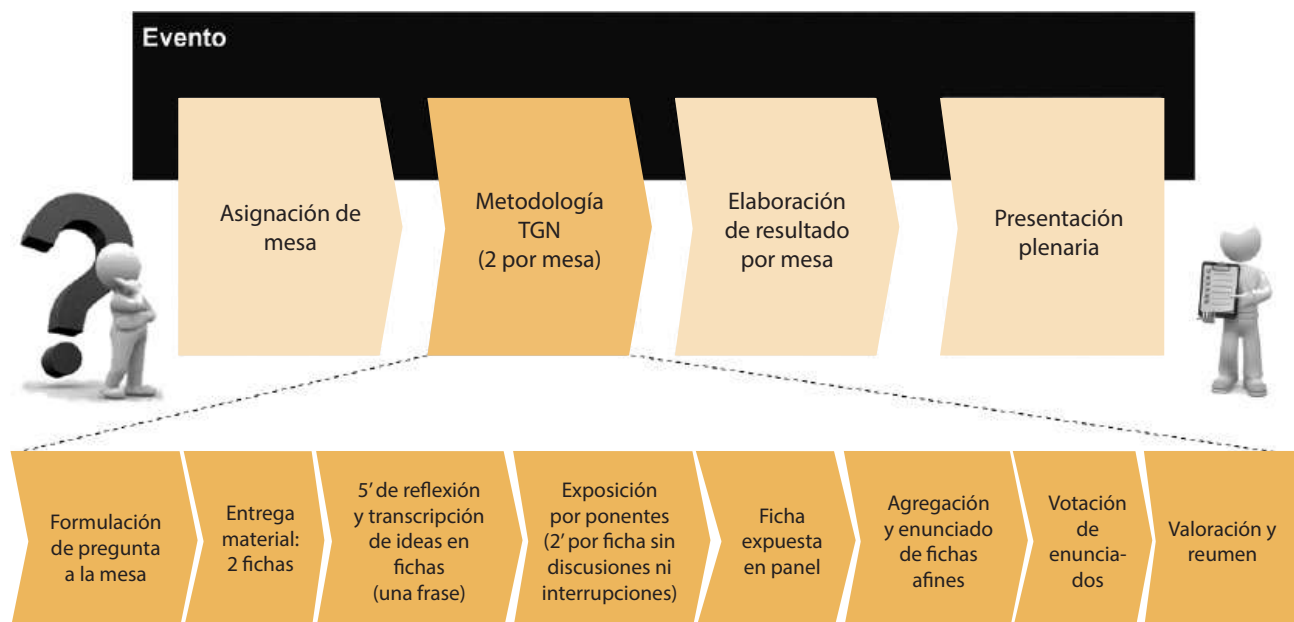 Evento
Asignación de
mesa
Metodología
TGN
(2 por mesa)
Elaboración
de resultado
por mesa
Presentación
plenaria
Formulación
de pregunta
a la mesa
Entrega
material:
2 fichas
5’ de reflexión
y transcripción
de ideas en
fichas
(una frase)
Exposición
por ponentes
(2’ por ficha sin
discusiones ni
interrupciones)
Ficha
expuesta
en panel
Agregación
y enunciado
de fichas
afines
Votación
de
enuncia-
dos
Valoración y
reumen